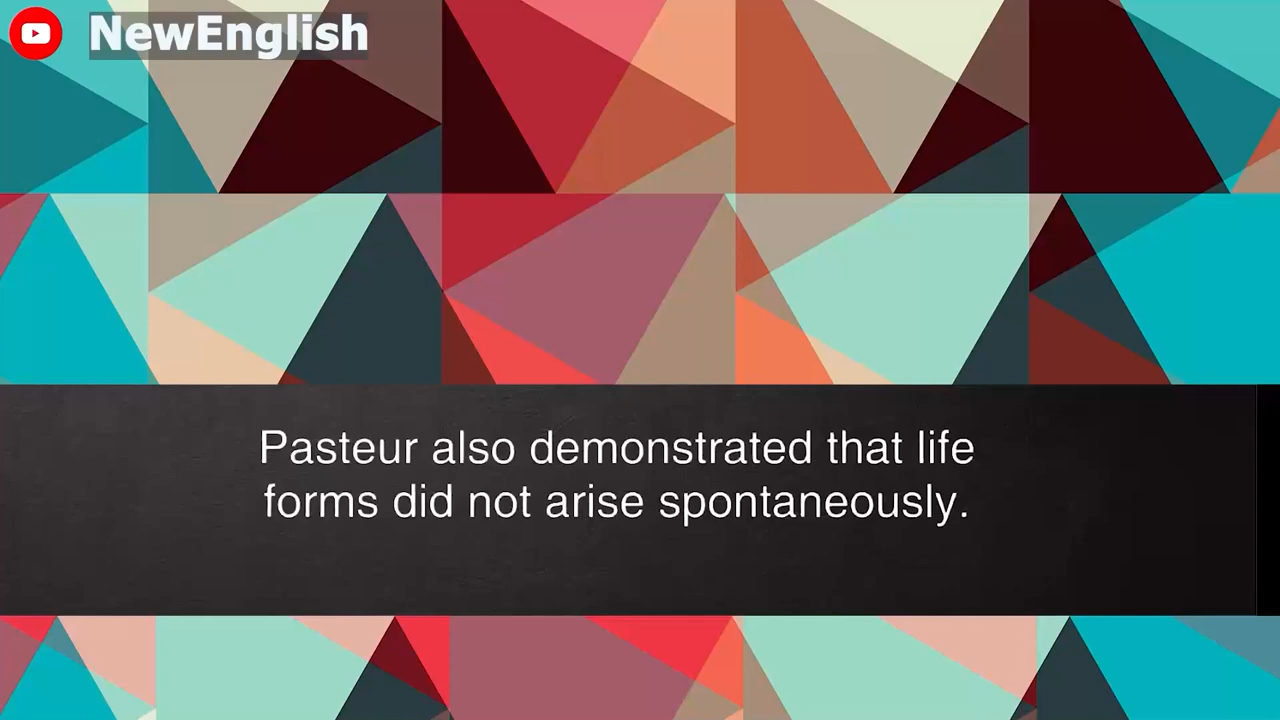 NewEnglish
Pasteur also demonstrated that life
forms did not arise spontaneously.